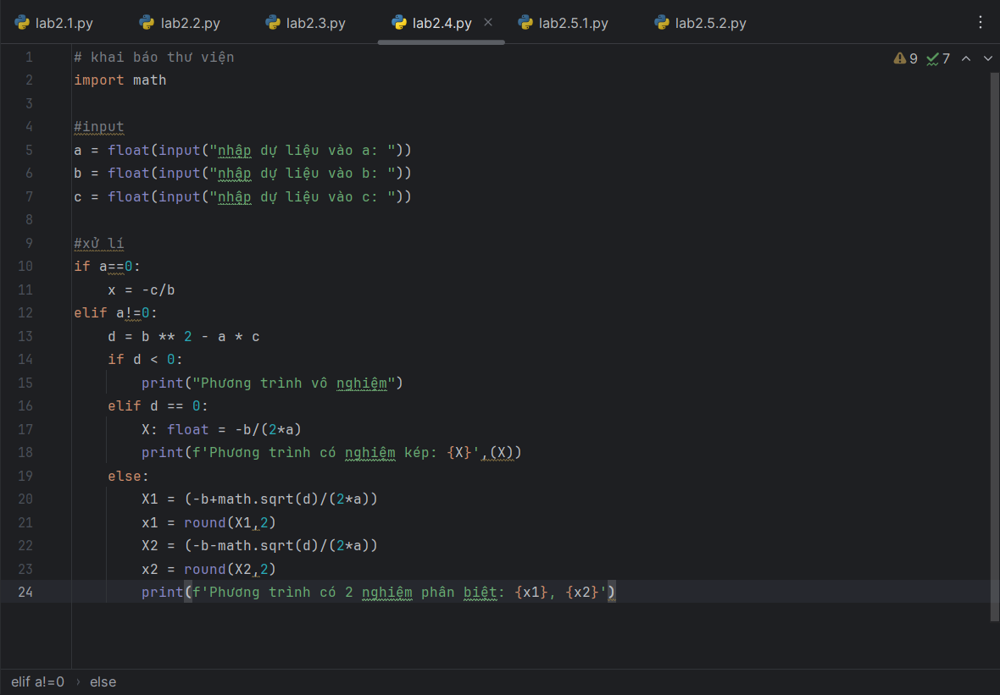 lab2.1.py lab2.2.py lab2.3.py lab2.4.py lab2.5.1.py lab2.5.2.py
9 7
1 # khai báo thư viện
2 import math
3
4 #input
5 a = float(input("nhập dự liệu vào a: "))
6 b = float(input("nhập dự liệu vào b: "))
7 c = float(input("nhập dự liệu vào c: "))
8
9 #xử lí
10 if a==0:
11     x = -c/b
12 elif a!=0:
13     d = b ** 2 - a * c
14     if d < 0:
15         print("Phương trình vô nghiệm")
16     elif d == 0:
17         X: float = -b/(2*a)
18         print(f'Phương trình có nghiệm kép: {X}',(X))
19     else:
20         X1 = (-b+math.sqrt(d)/(2*a))
21         x1 = round(X1,2)
22         X2 = (-b-math.sqrt(d)/(2*a))
23         x2 = round(X2,2)
24         print(f'Phương trình có 2 nghiệm phân biệt: {x1}, {x2}')
elif a!=0 › else